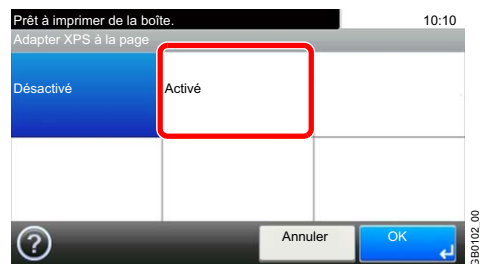 Prêt à imprimer de la boîte. 10:10
Adapter XPS à la page
Désactivé Activé
? Annuler OK
GB0102_00